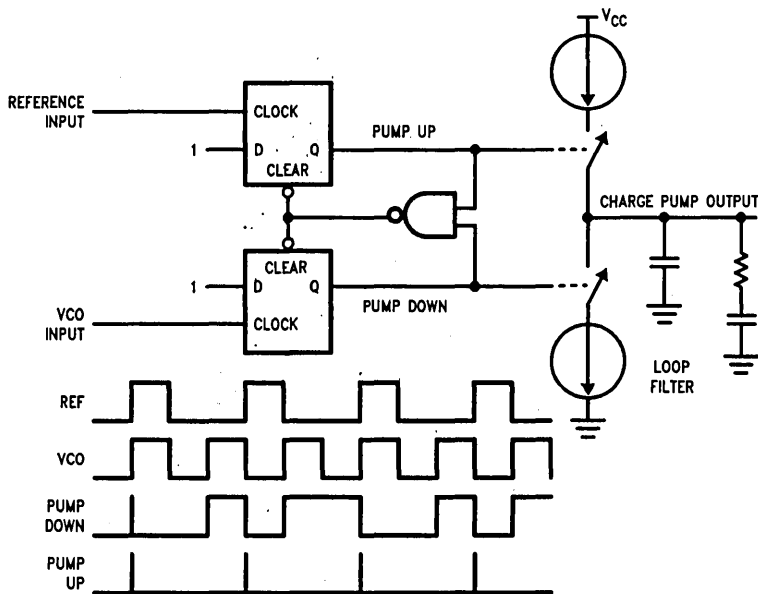 VCC
REFERENCE
INPUT
CLOCK
PUMP UP
1
D
Q
CLEAR
CHARGE PUMP OUTPUT
CLEAR
1
D
Q
PUMP DOWN
VCO
INPUT
CLOCK
LOOP
FILTER
REF
VCO
PUMP
DOWN
PUMP
UP